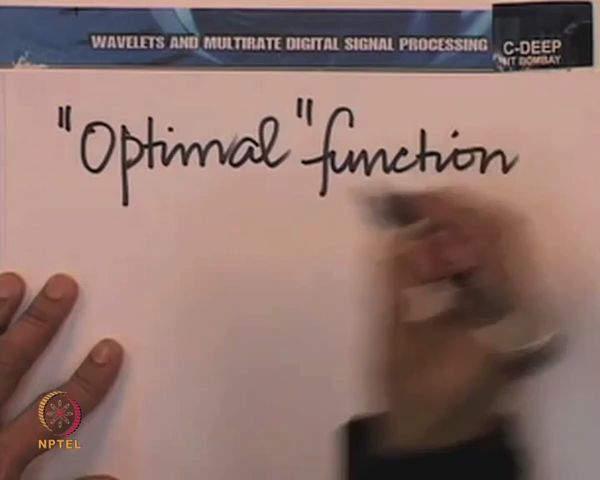 WAVELETS AND MULTIRATE DIGITAL SIGNAL PROCESSING
C-DEEP
IIT BOMBAY
"Optimal" function
NPTEL